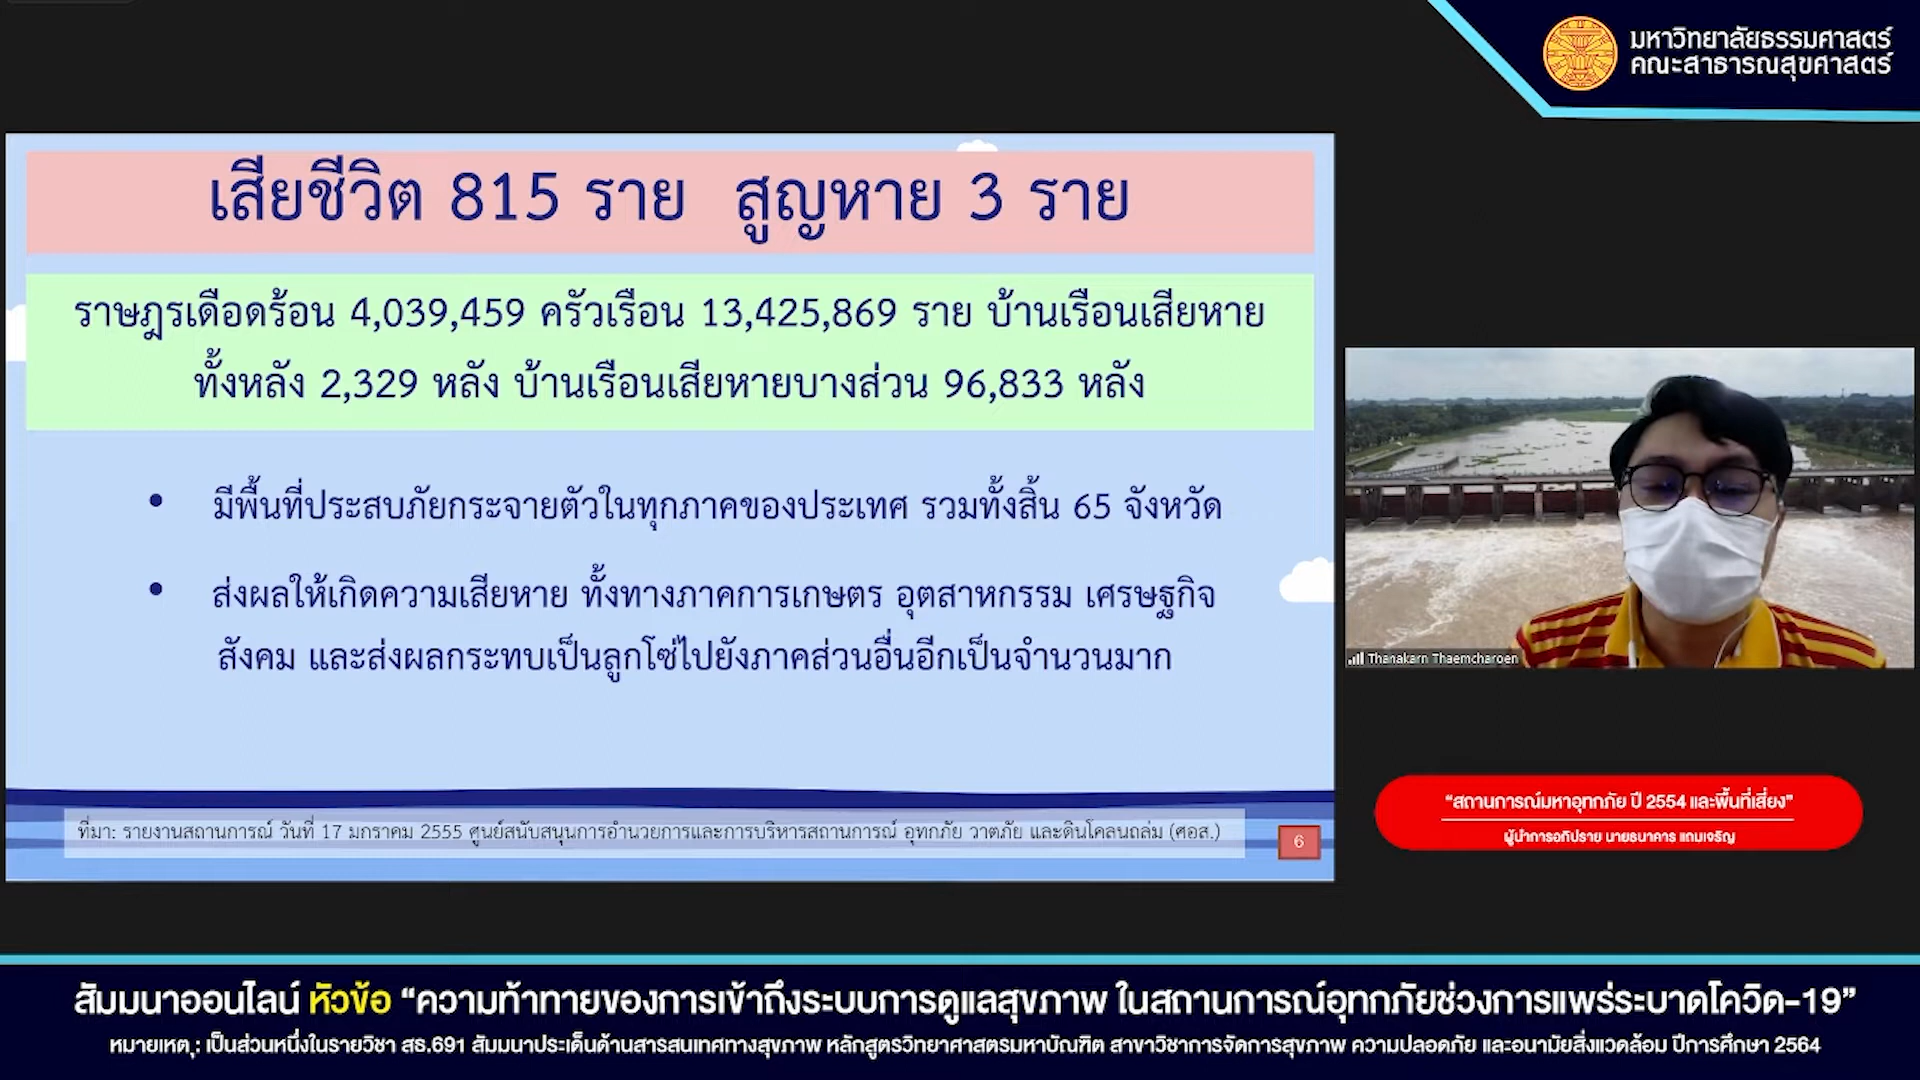 มหาวิทยาลัยธรรมศาสตร์
คณะสาธารณสุขศาสตร์
เสียชีวิต 815 ราย สูญหาย 3 ราย
ราษฎรเดือดร้อน 4,039,459 ครัวเรือน 13,425,869 ราย บ้านเรือนเสียหาย
ทั้งหลัง 2,329 หลัง บ้านเรือนเสียหายบางส่วน 96,833 หลัง
• มีพื้นที่ประสบภัยกระจายตัวในทุกภาคของประเทศ รวมทั้งสิ้น 65 จังหวัด
• ส่งผลให้เกิดความเสียหาย ทั้งทางภาคการเกษตร อุตสาหกรรม เศรษฐกิจ
สังคม และส่งผลกระทบเป็นลูกโซ่ไปยังภาคส่วนอื่นอีกเป็นจำนวนมาก
ที่มา: รายงานสถานการณ์ วันที่ 17 มกราคม 2555 ศูนย์สนับสนุนการอำนวยการและการบริหารสถานการณ์ อุทกภัย วาตภัย และดินโคลนถล่ม (ศอส.)
6
Thanakarn Thaemcharoen
“สถานการณ์มหาอุทกภัย ปี 2554 และพื้นที่เสี่ยง”
ผู้นำการอภิปราย นายธนาคาร แถมเจริญ
สัมมนาออนไลน์ หัวข้อ “ความท้าทายของการเข้าถึงระบบการดูแลสุขภาพ ในสถานการณ์อุทกภัยช่วงการแพร่ระบาดโควิด-19”
หมายเหตุ: เป็นส่วนหนึ่งในรายวิชา สธ.691 สัมมนาประเด็นด้านสารสนเทศทางสุขภาพ หลักสูตรวิทยาศาสตรมหาบัณฑิต สาขาวิชาการจัดการสุขภาพ ความปลอดภัย และอนามัยสิ่งแวดล้อม ปีการศึกษา 2564